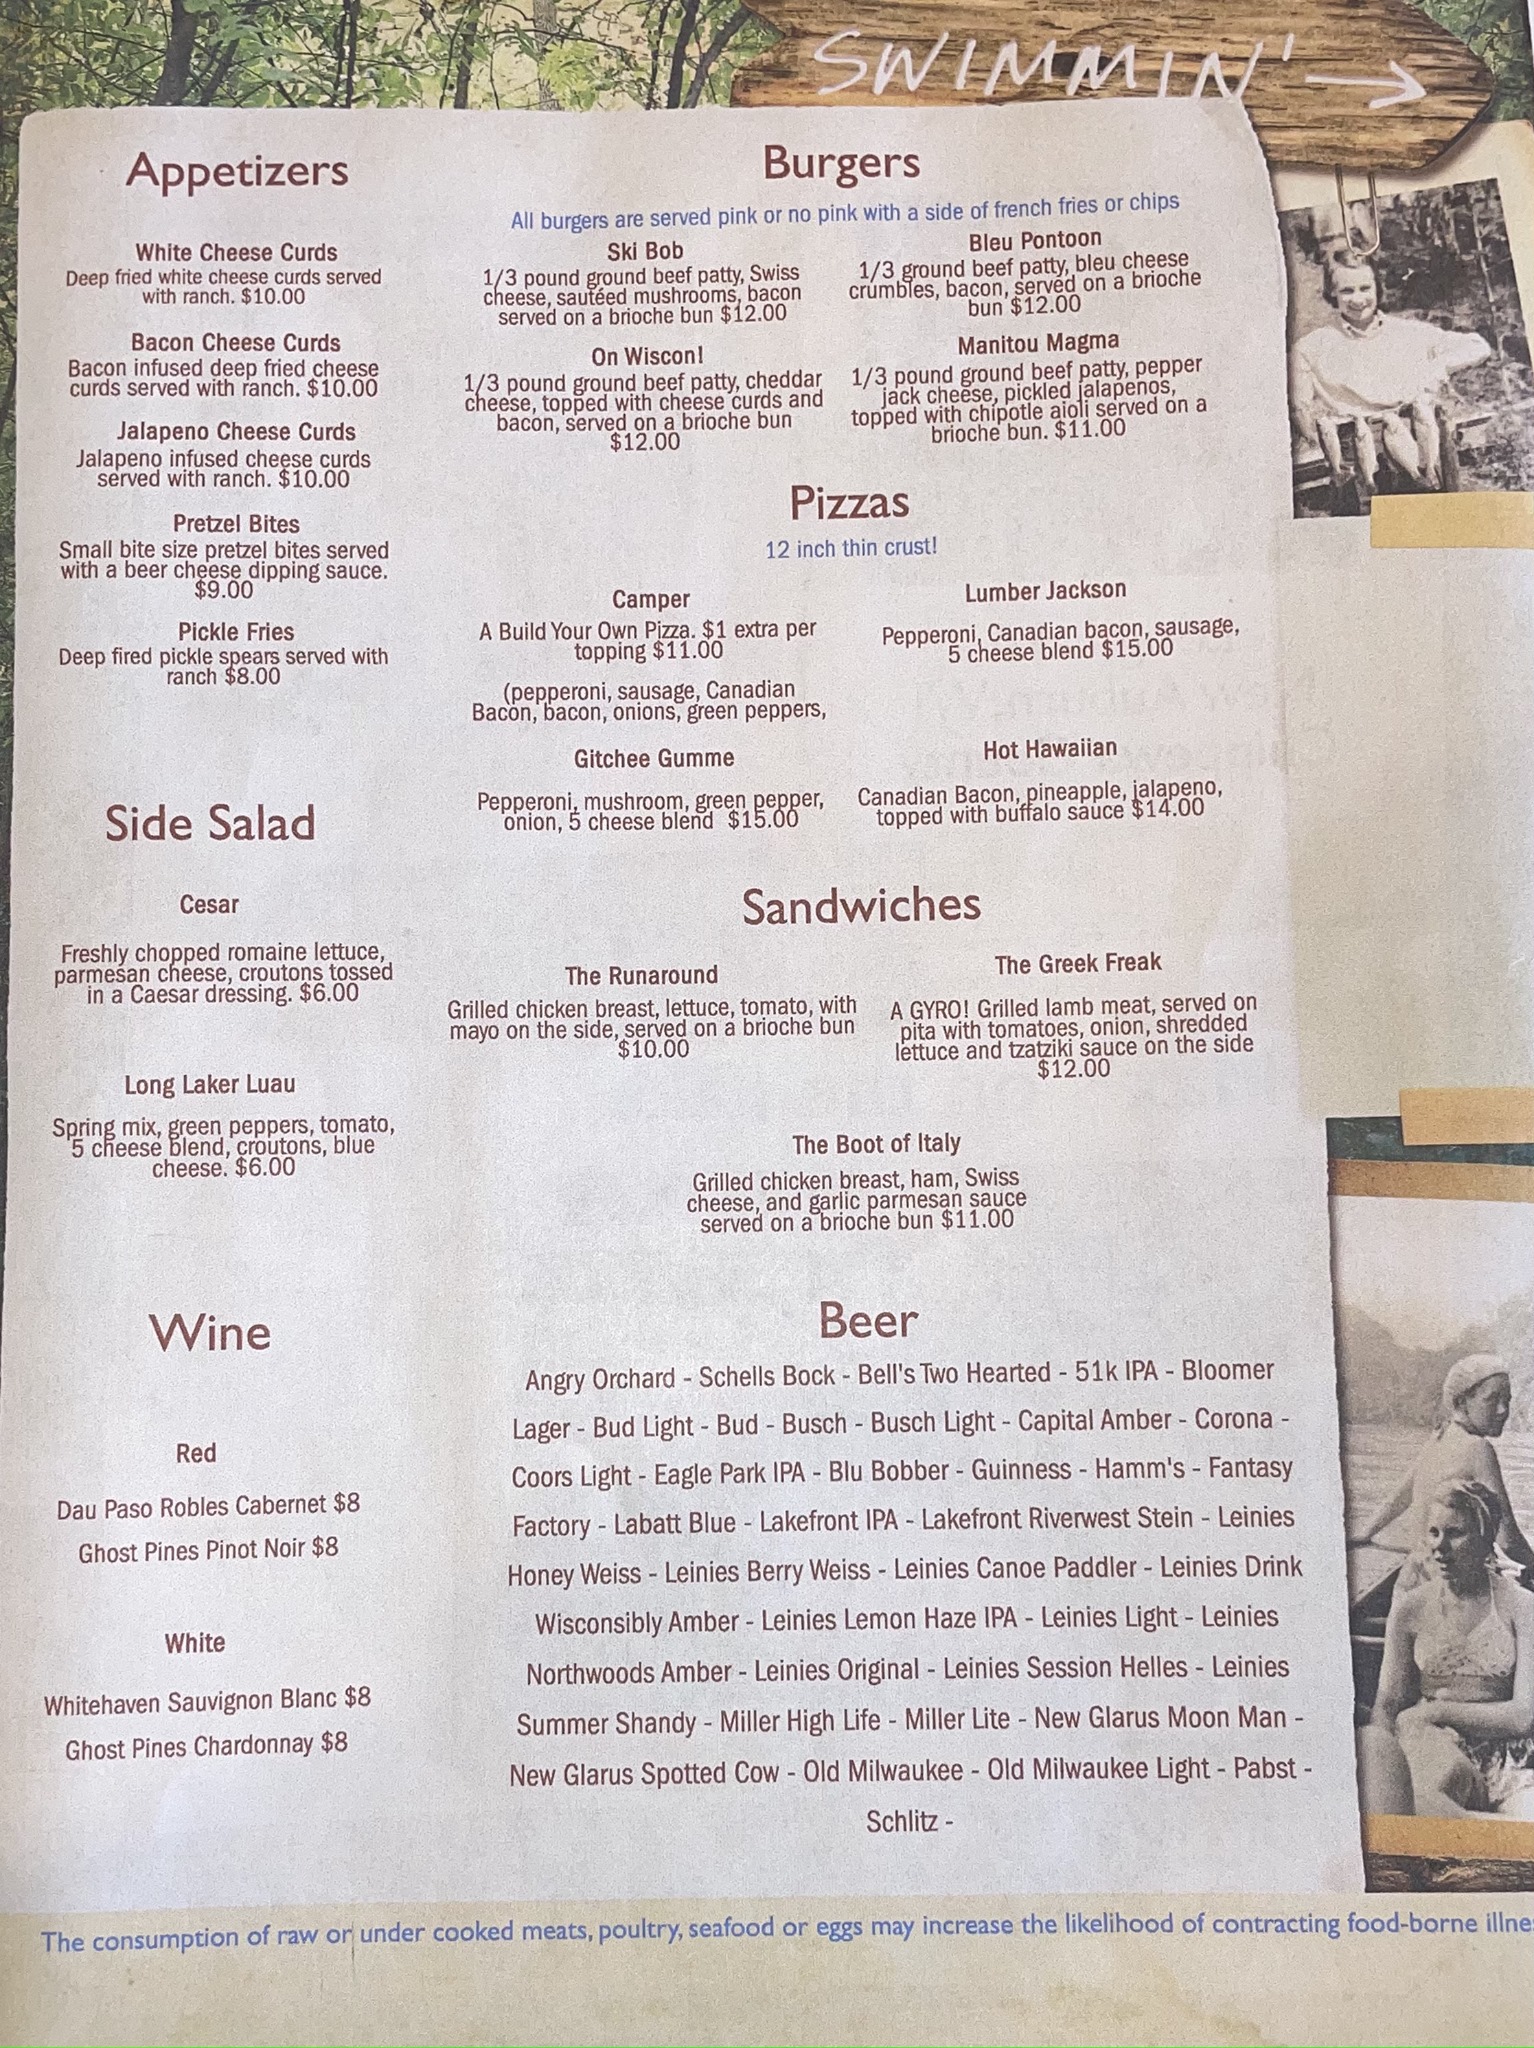 SWIMMIN' →
Appetizers
White Cheese Curds
Deep fried white cheese curds served
with ranch. $10.00
Bacon Cheese Curds
Bacon infused deep fried cheese
curds served with ranch. $10.00
Jalapeno Cheese Curds
Jalapeno infused cheese curds
served with ranch. $10.00
Pretzel Bites
Small bite size pretzel bites served
with a beer cheese dipping sauce.
$9.00
Pickle Fries
Deep fired pickle spears served with
ranch $8.00
Side Salad
Cesar
Freshly chopped romaine lettuce,
parmesan cheese, croutons tossed
in a Caesar dressing. $6.00
Long Laker Luau
Spring mix, green peppers, tomato,
5 cheese blend, croutons, blue
cheese. $6.00
Wine
Red
Dau Paso Robles Cabernet $8
Ghost Pines Pinot Noir $8
White
Whitehaven Sauvignon Blanc $8
Ghost Pines Chardonnay $8
Burgers
All burgers are served pink or no pink with a side of french fries or chips
Ski Bob
1/3 pound ground beef patty, Swiss
cheese, sautéed mushrooms, bacon
served on a brioche bun $12.00
Bleu Pontoon
1/3 ground beef patty, bleu cheese
crumbles, bacon, served on a brioche
bun $12.00
On Wiscon!
1/3 pound ground beef patty, cheddar
cheese, topped with cheese curds and
bacon, served on a brioche bun
$12.00
Manitou Magma
1/3 pound ground beef patty, pepper
jack cheese, pickled jalapenos,
topped with chipotle aioli served on a
brioche bun. $11.00
Pizzas
12 inch thin crust!
Camper
A Build Your Own Pizza. $1 extra per
topping $11.00
(pepperoni, sausage, Canadian
Bacon, bacon, onions, green peppers,
Lumber Jackson
Pepperoni, Canadian bacon, sausage,
5 cheese blend $15.00
Gitchee Gumme
Pepperoni, mushroom, green pepper,
onion, 5 cheese blend $15.00
Hot Hawaiian
Canadian Bacon, pineapple, jalapeno,
topped with buffalo sauce $14.00
Sandwiches
The Runaround
Grilled chicken breast, lettuce, tomato, with
mayo on the side, served on a brioche bun
$10.00
The Greek Freak
A GYRO! Grilled lamb meat, served on
pita with tomatoes, onion, shredded
lettuce and tzatziki sauce on the side
$12.00
The Boot of Italy
Grilled chicken breast, ham, Swiss
cheese, and garlic parmesan sauce
served on a brioche bun $11.00
Beer
Angry Orchard - Schells Bock - Bell's Two Hearted - 51k IPA - Bloomer
Lager - Bud Light - Bud - Busch - Busch Light - Capital Amber - Corona -
Coors Light - Eagle Park IPA - Blu Bobber - Guinness - Hamm's - Fantasy
Factory - Labatt Blue - Lakefront IPA - Lakefront Riverwest Stein - Leinies
Honey Weiss - Leinies Berry Weiss - Leinies Canoe Paddler - Leinies Drink
Wisconsibly Amber - Leinies Lemon Haze IPA - Leinies Light - Leinies
Northwoods Amber - Leinies Original - Leinies Session Helles - Leinies
Summer Shandy - Miller High Life - Miller Lite - New Glarus Moon Man -
New Glarus Spotted Cow - Old Milwaukee - Old Milwaukee Light - Pabst -
Schlitz -
The consumption of raw or under cooked meats, poultry, seafood or eggs may increase the likelihood of contracting food-borne